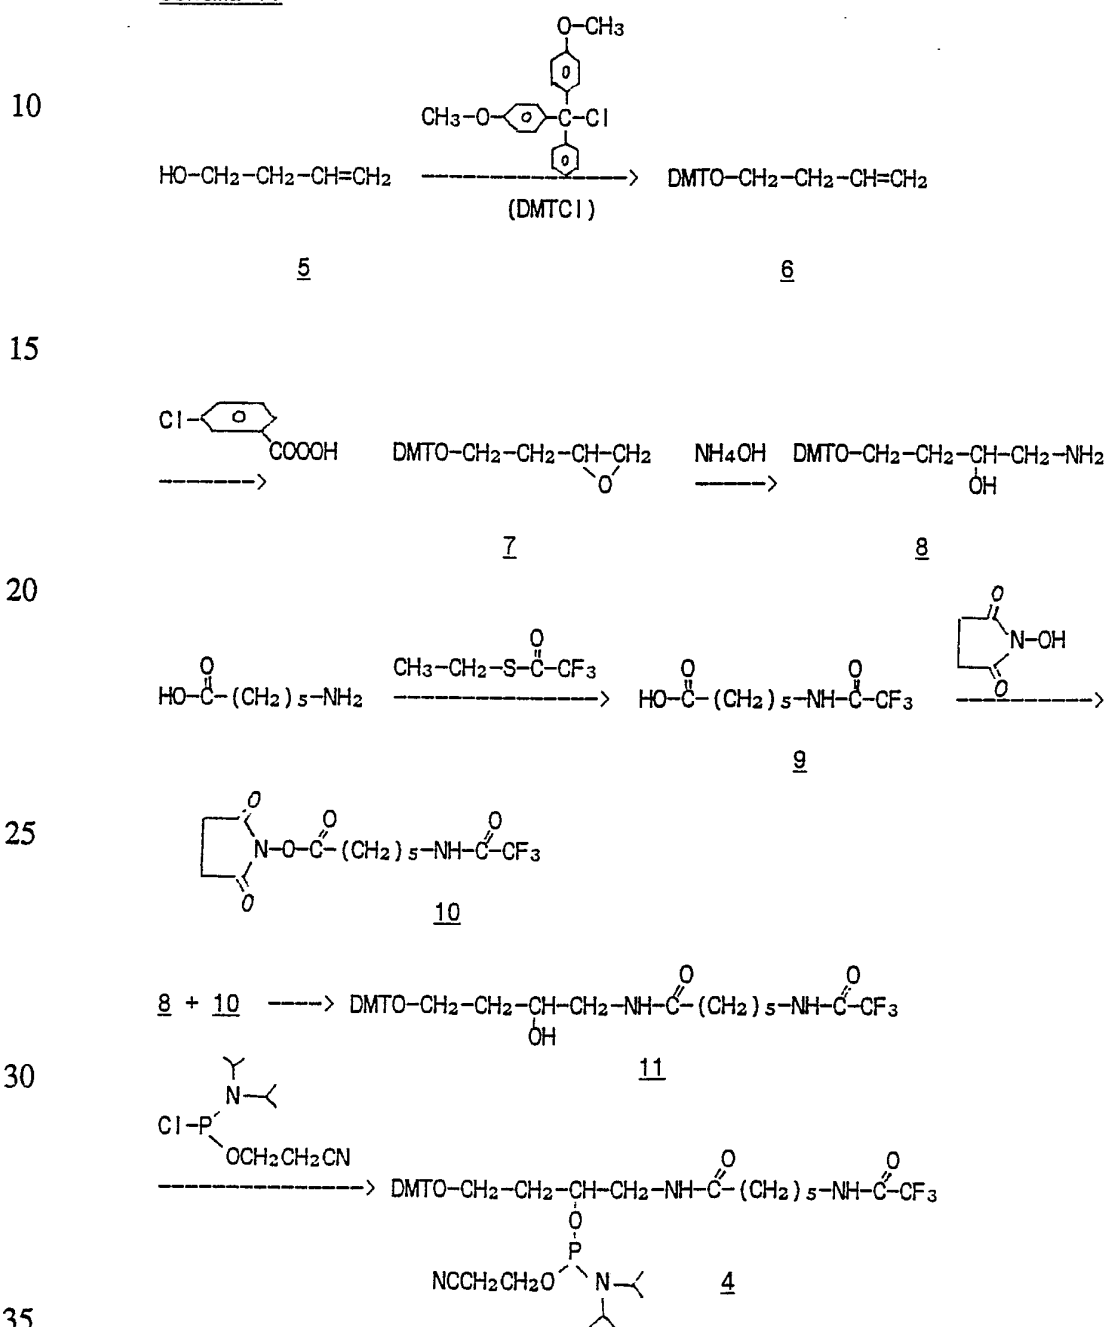 O-CH3
10
CH3-O- O -C-Cl
HO-CH2-CH2-CH=CH2 -----------------> DMTO-CH2-CH2-CH=CH2
(DMTCl)
5 6
15
Cl- O
COOOH DMTO-CH2-CH2-CH-CH2 NH4OH DMTO-CH2-CH2-CH-CH2-NH2
---------> O -------> OH
7 8
20
O O O O O
HO-C-(CH2)5-NH2 CH3-CH2-S-C-CF3 -----------------> HO-C-(CH2)5-NH-C-CF3 N-OH ------------>
O
9
25
O O O
N-O-C-(CH2)5-NH-C-CF3
O
10
O O
8 + 10 ----> DMTO-CH2-CH2-CH-CH2-NH-C-(CH2)5-NH-C-CF3
OH
11
30
N
Cl-P
OCH2CH2CN
O O
-----------------> DMTO-CH2-CH2-CH-CH2-NH-C-(CH2)5-NH-C-CF3
O
P
NCCH2CH2O N 4
35